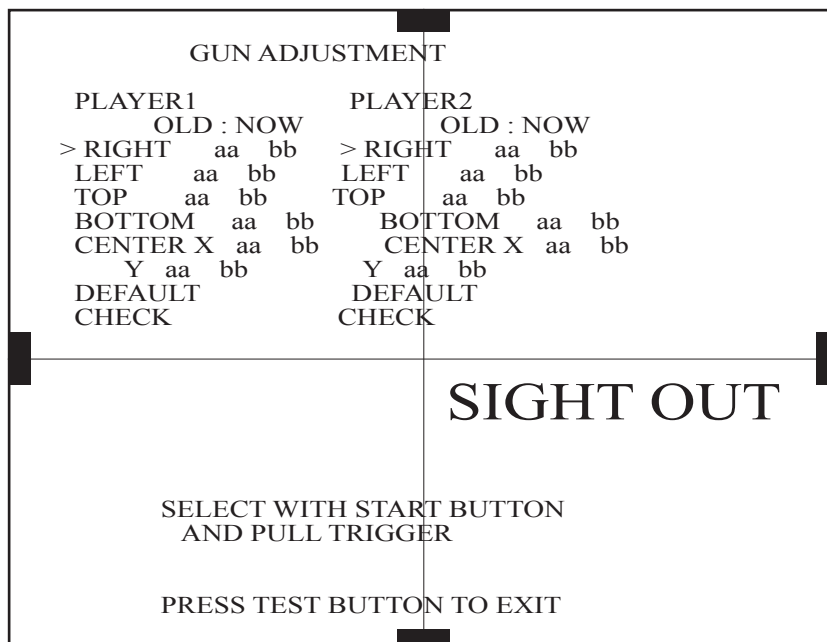 GUN ADJUSTMENT
PLAYER1 PLAYER2
OLD : NOW OLD : NOW
> RIGHT aa bb > RIGHT aa bb
LEFT aa bb LEFT aa bb
TOP aa bb TOP aa bb
BOTTOM aa bb BOTTOM aa bb
CENTER X aa bb CENTER X aa bb
Y aa bb Y aa bb
DEFAULT DEFAULT
CHECK CHECK
SIGHT OUT
SELECT WITH START BUTTON
AND PULL TRIGGER
PRESS TEST BUTTON TO EXIT